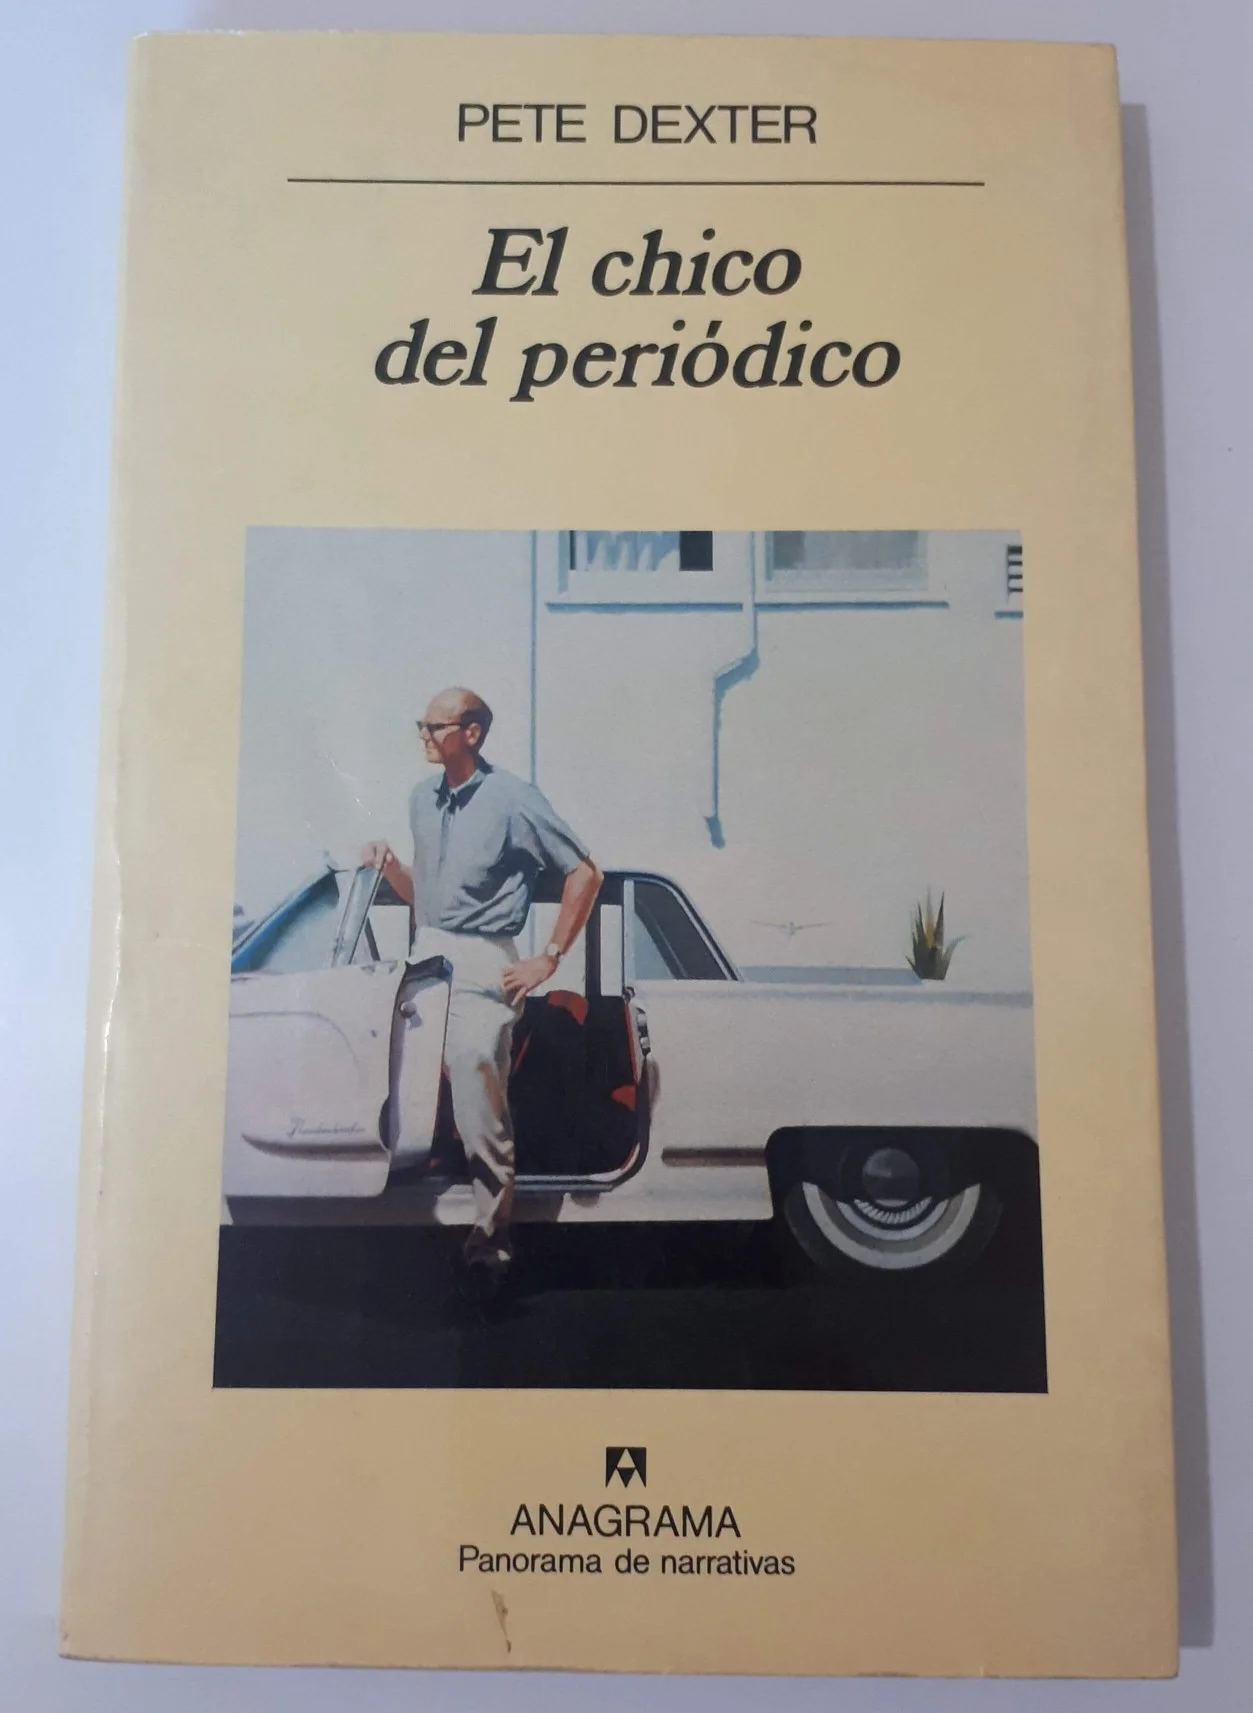 PETE DEXTER
El chico
del periódico
ANAGRAMA
Panorama de narrativas